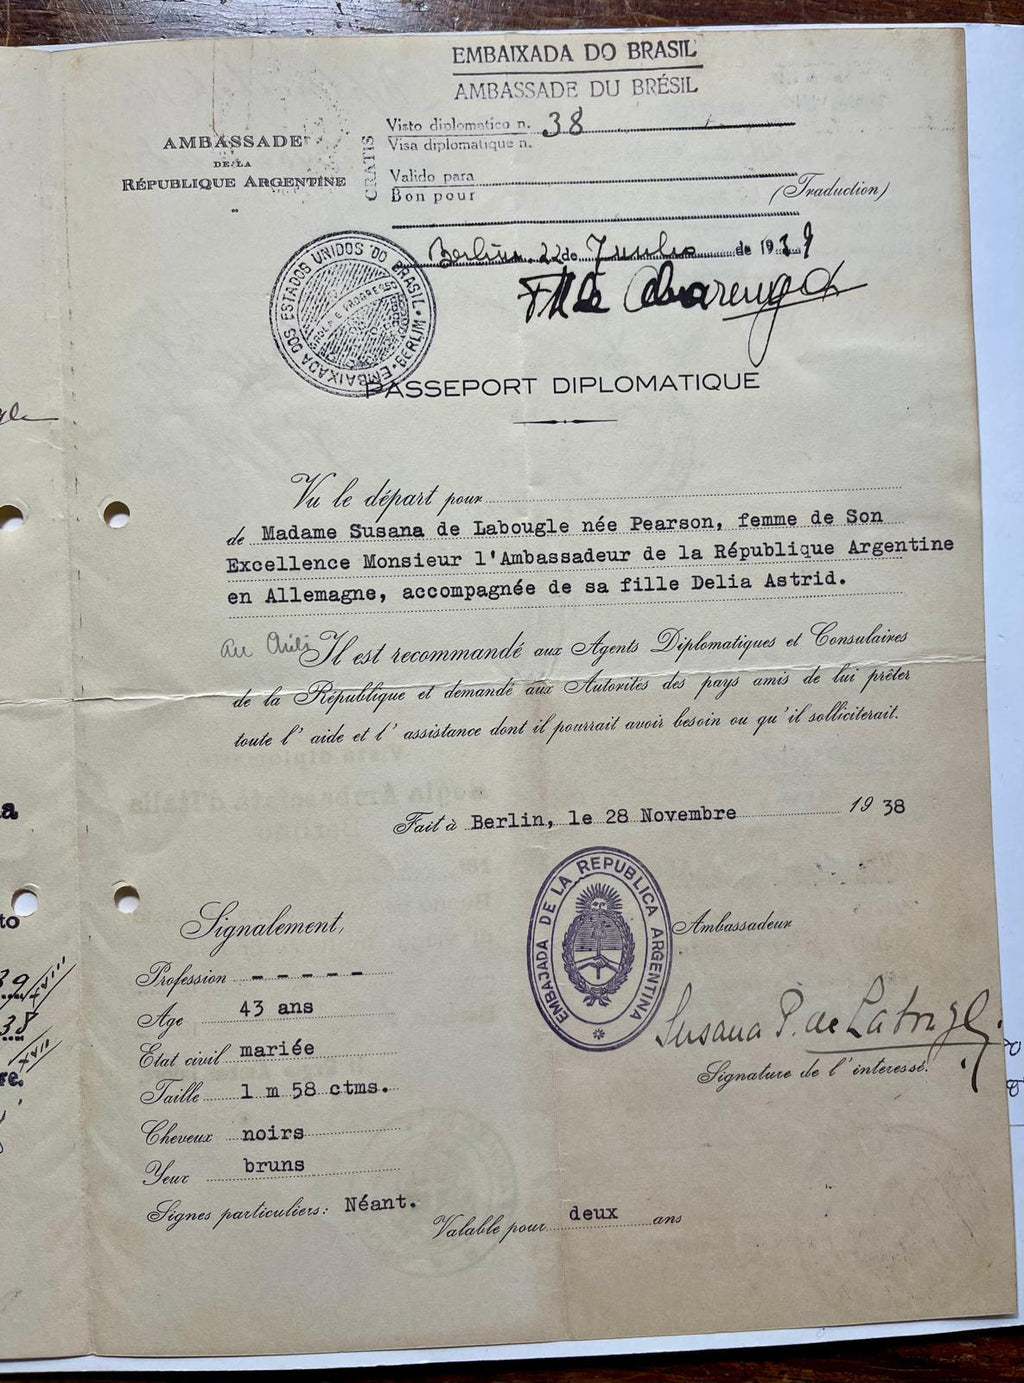 EMBAIXADA DO BRASIL
AMBASSADE DU BRÉSIL
GRATIS
Visto diplomatico n. 38
Visa diplomatique n.
Valido para
Bon pour
Berlim, 22 de Junho de 1939
AMBASSADE
DE LA
RÉPUBLIQUE ARGENTINE
(Traduction)
EMBAIXADA DOS ESTADOS UNIDOS DO BRASIL • BERLIM •
PASSEPORT DIPLOMATIQUE
Vu le départ pour
de Madame Susana de Labougle née Pearson, femme de Son
Excellence Monsieur l'Ambassadeur de la République Argentine
en Allemagne, accompagnée de sa fille Delia Astrid.
au Chili
Il est recommandé aux Agents Diplomatiques et Consulaires
de la République et demandé aux Autorités des pays amis de lui prêter
toute l' aide et l' assistance dont il pourrait avoir besoin ou qu'il solliciterait.
Fait à Berlin, le 28 Novembre 1938
EMBAJADA DE LA REPUBLICA ARGENTINA
Ambassadeur
Susana P. de Labougle
Signature de l' interessé.
Signalement,
Profession - - - - -
Age 43 ans
Etat civil mariée
Taille 1 m 58 ctms.
Cheveux noirs
Yeux bruns
Signes particuliers: Néant.
Valable pour deux ans